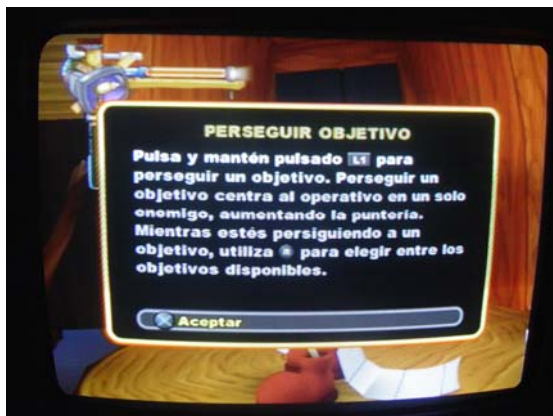 PERSEGUIR OBJETIVO
Pulsa y mantén pulsado L1 para
perseguir un objetivo. Perseguir un
objetivo centra al operativo en un solo
enemigo, aumentando la puntería.
Mientras estés persiguiendo a un
objetivo, utiliza R para elegir entre los
objetivos disponibles.
Aceptar